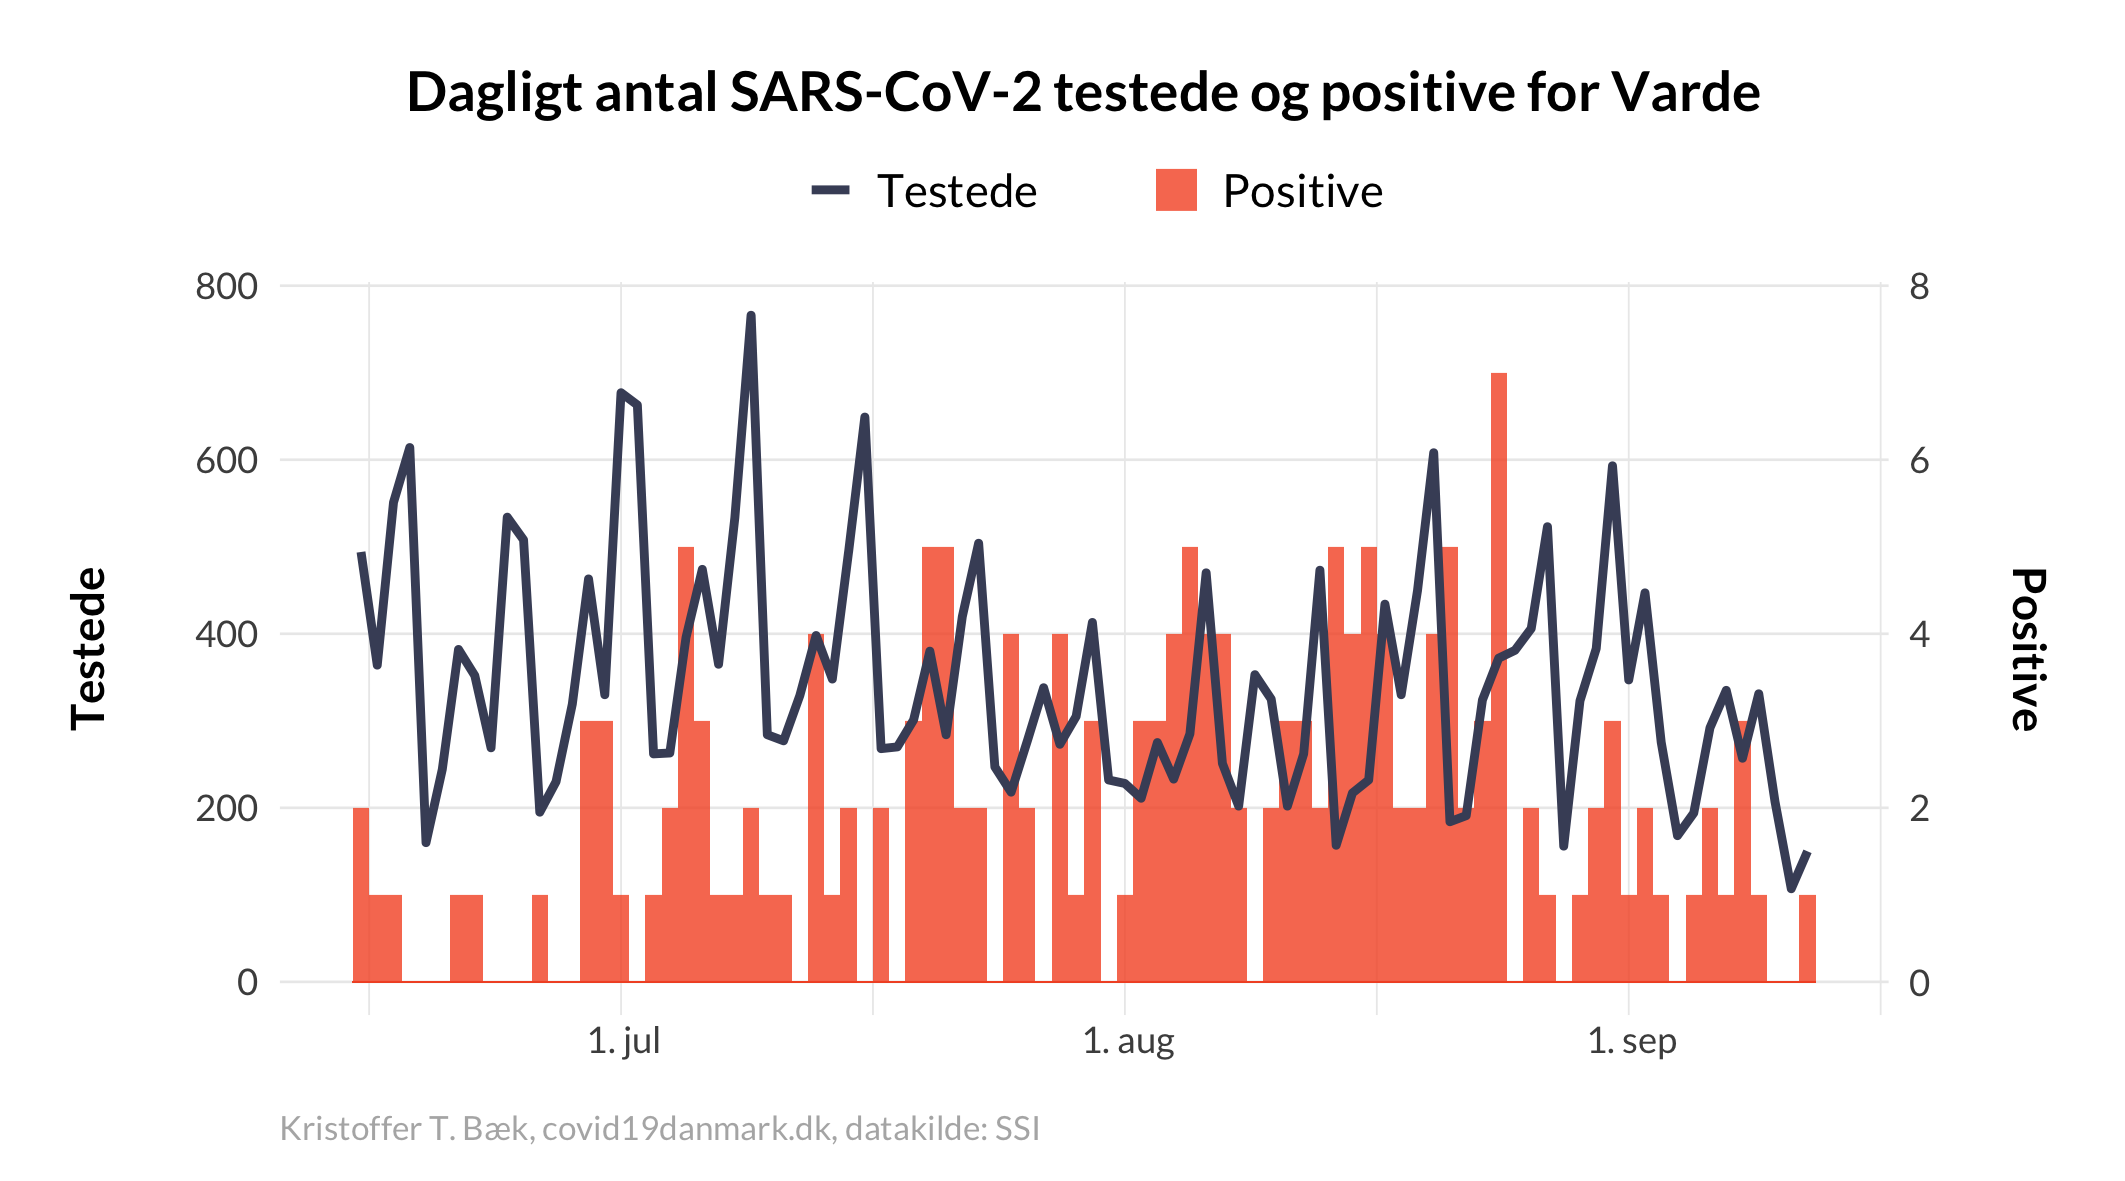 Dagligt antal SARS-CoV-2 testede og positive for Varde
Testede
Positive
800
600
400
200
0
8
6
4
2
0
Testede
Positive
1. jul
1. aug
1. sep
Kristoffer T. Bæk, covid19danmark.dk, datakilde: SSI